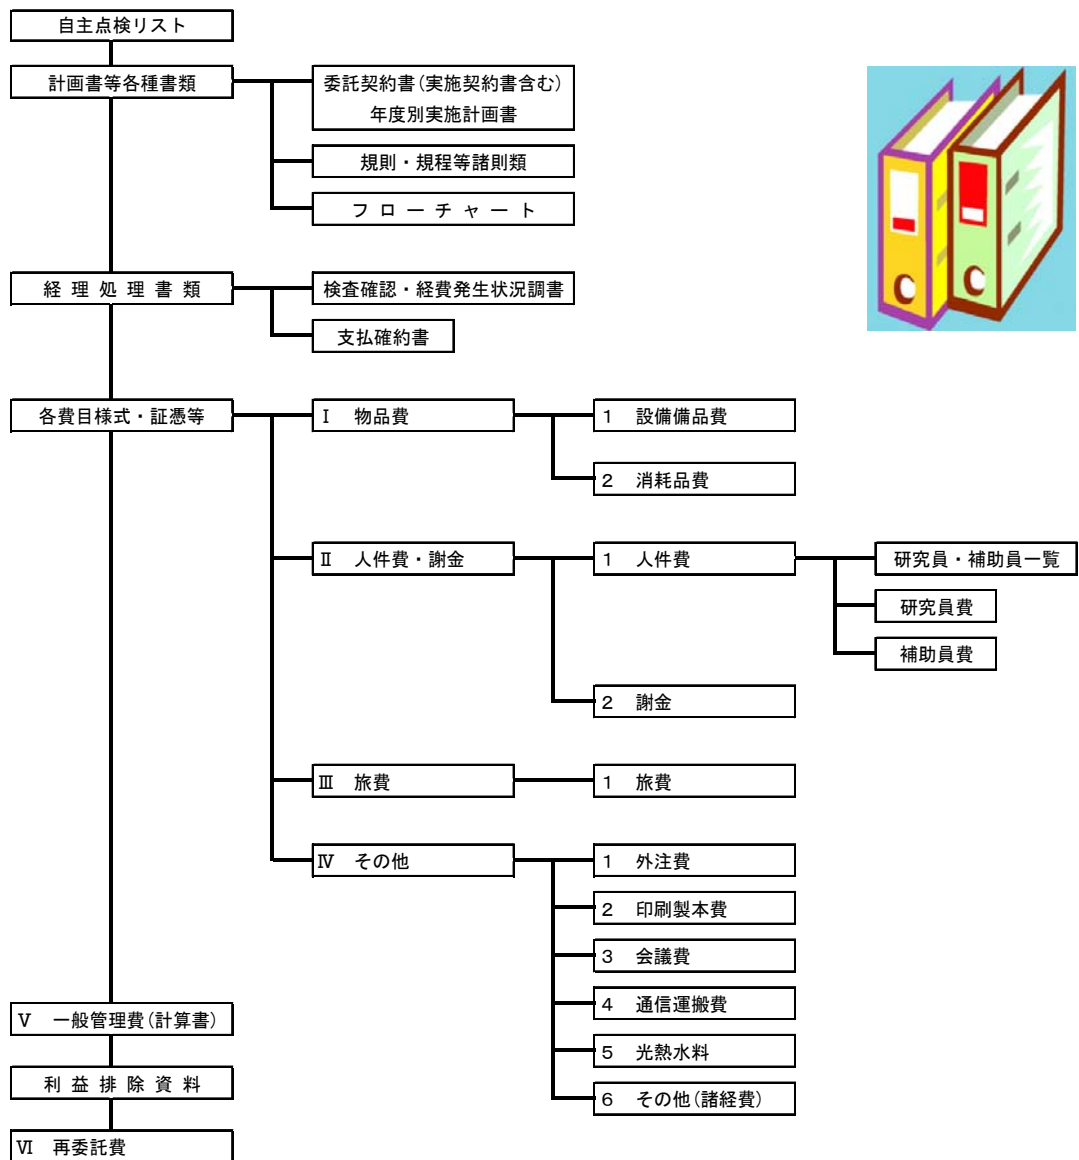 自主点検リスト
計画書等各種書類
委託契約書(実施契約書含む)
年度別実施計画書
規則・規程等諸則類
フローチャート
経理処理書類
検査確認・経費発生状況調書
支払確約書
各費目様式・証憑等
Ⅰ 物品費
1 設備備品費
2 消耗品費
Ⅱ 人件費・謝金
1 人件費
研究員・補助員一覧
研究員費
補助員費
2 謝金
Ⅲ 旅費
1 旅費
Ⅳ その他
1 外注費
2 印刷製本費
3 会議費
4 通信運搬費
5 光熱水料
6 その他(諸経費)
Ⅴ 一般管理費(計算書)
利益排除資料
Ⅵ 再委託費